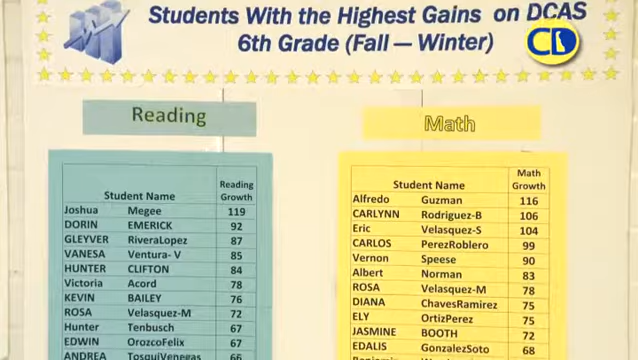 Students With the Highest Gains on DCAS
6th Grade (Fall — Winter)
CD
Reading
Student Name Reading Growth
Joshua Megee 119
DORIN EMERICK 92
GLEYVER RiveraLopez 87
VANESA Ventura- V 85
HUNTER CLIFTON 84
Victoria Acord 78
KEVIN BAILEY 76
ROSA Velasquez-M 72
Hunter Tenbusch 67
EDWIN OrozcoFelix 67
ANDREA TosquiVenegas 66
Math
Student Name Math Growth
Alfredo Guzman 116
CARLYNN Rodriguez-B 106
Eric Velasquez-S 104
CARLOS PerezRoblero 99
Vernon Speese 90
Albert Norman 83
ROSA Velasquez-M 78
DIANA ChavesRamirez 75
ELY OrtizPerez 75
JASMINE BOOTH 72
EDALIS GonzalezSoto 68